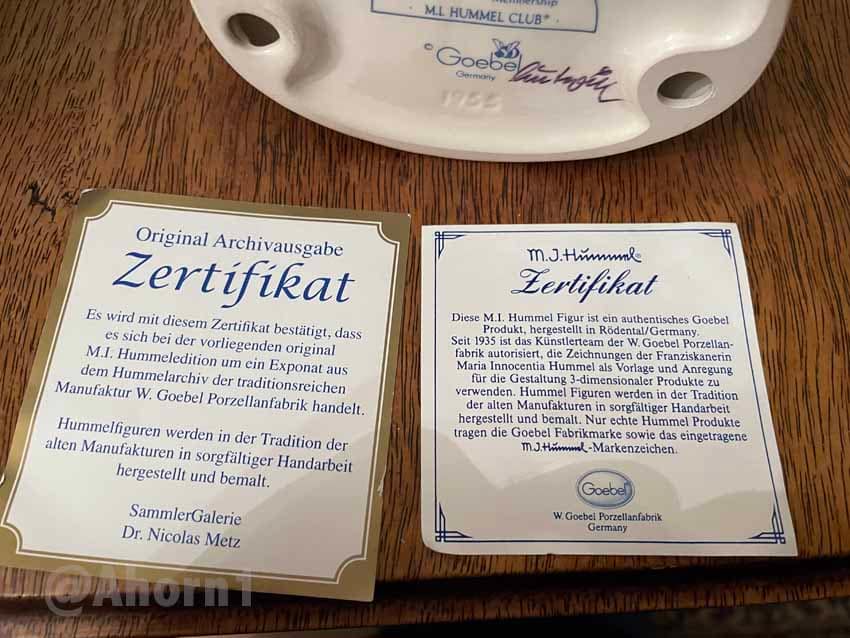 Membership
· M.I. HUMMEL CLUB® ·
© Goebel
Germany
1955
Original Archivausgabe
Zertifikat
Es wird mit diesem Zertifikat bestätigt, dass
es sich bei der vorliegenden original
M.I. Hummeledition um ein Exponat aus
dem Hummelarchiv der traditionsreichen
Manufaktur W. Goebel Porzellanfabrik handelt.
Hummelfiguren werden in der Tradition der
alten Manufakturen in sorgfältiger Handarbeit
hergestellt und bemalt.
SammlerGalerie
Dr. Nicolas Metz
M.J.Hummel®
Zertifikat
Diese M.I. Hummel Figur ist ein authentisches Goebel
Produkt, hergestellt in Rödental/Germany.
Seit 1935 ist das Künstlerteam der W. Goebel Porzellan-
fabrik autorisiert, die Zeichnungen der Franziskanerin
Maria Innocentia Hummel als Vorlage und Anregung
für die Gestaltung 3-dimensionaler Produkte zu
verwenden. Hummel Figuren werden in der Tradition
der alten Manufakturen in sorgfältiger Handarbeit
hergestellt und bemalt. Nur echte Hummel Produkte
tragen die Goebel Fabrikmarke sowie das eingetragene
M.J.Hummel-Markenzeichen.
Goebel
W. Goebel Porzellanfabrik
Germany
@Ahorn1